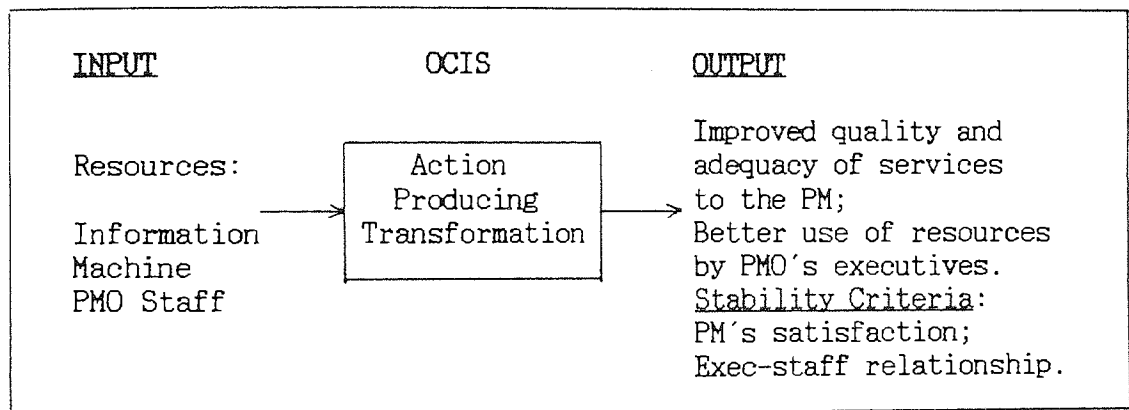 INPUT
Resources:
Information
Machine
PMO Staff
OCIS
Action
Producing
Transformation
OUTPUT
Improved quality and
adequacy of services
to the PM;
Better use of resources
by PMO's executives.
Stability Criteria:
PM's satisfaction;
Exec-staff relationship.